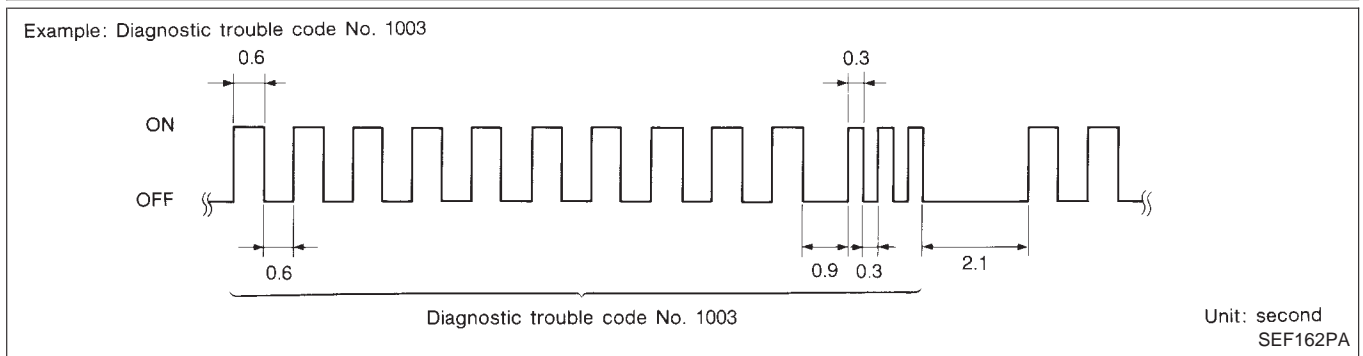 Example: Diagnostic trouble code No. 1003
0.6
0.3
ON
OFF
0.6
0.9
0.3
2.1
Diagnostic trouble code No. 1003
Unit: second
SEF162PA